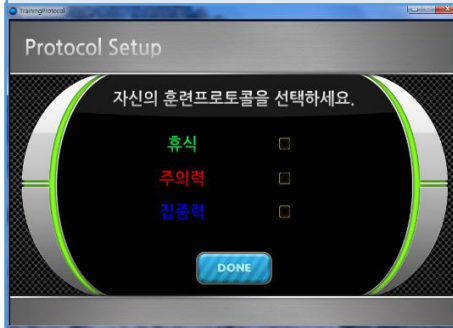 TrainingProtocol
Protocol Setup
자신의 훈련프로토콜을 선택하세요.
휴식
주의력
집중력
DONE